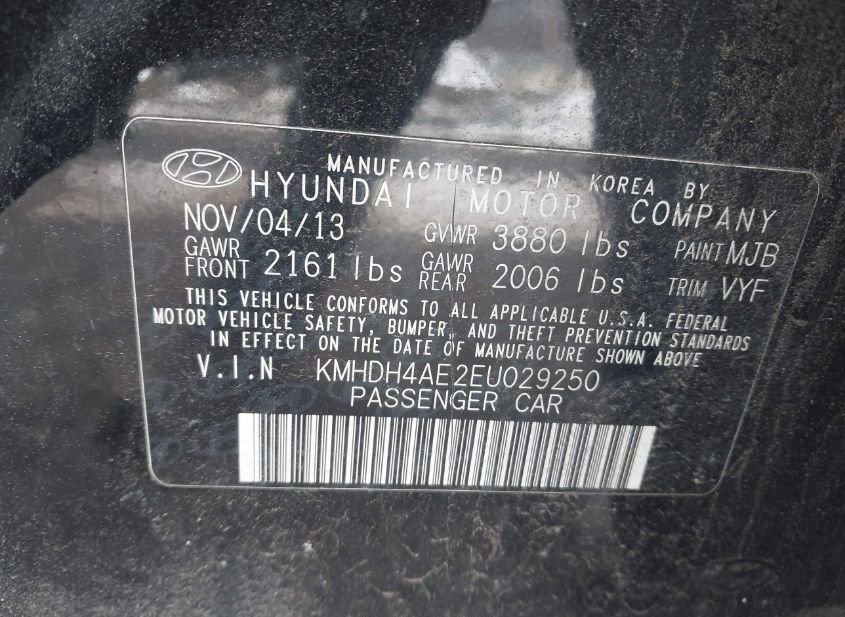 MANUFACTURED IN KOREA BY
HYUNDAI MOTOR COMPANY
NOV/04/13 GVWR 3880 lbs PAINT MJB
GAWR FRONT 2161 lbs GAWR REAR 2006 lbs TRIM VYF
THIS VEHICLE CONFORMS TO ALL APPLICABLE U.S.A. FEDERAL
MOTOR VEHICLE SAFETY, BUMPER, AND THEFT PREVENTION STANDARDS
IN EFFECT ON THE DATE OF MANUFACTURE SHOWN ABOVE
V.I.N KMHDH4AE2EU029250
PASSENGER CAR